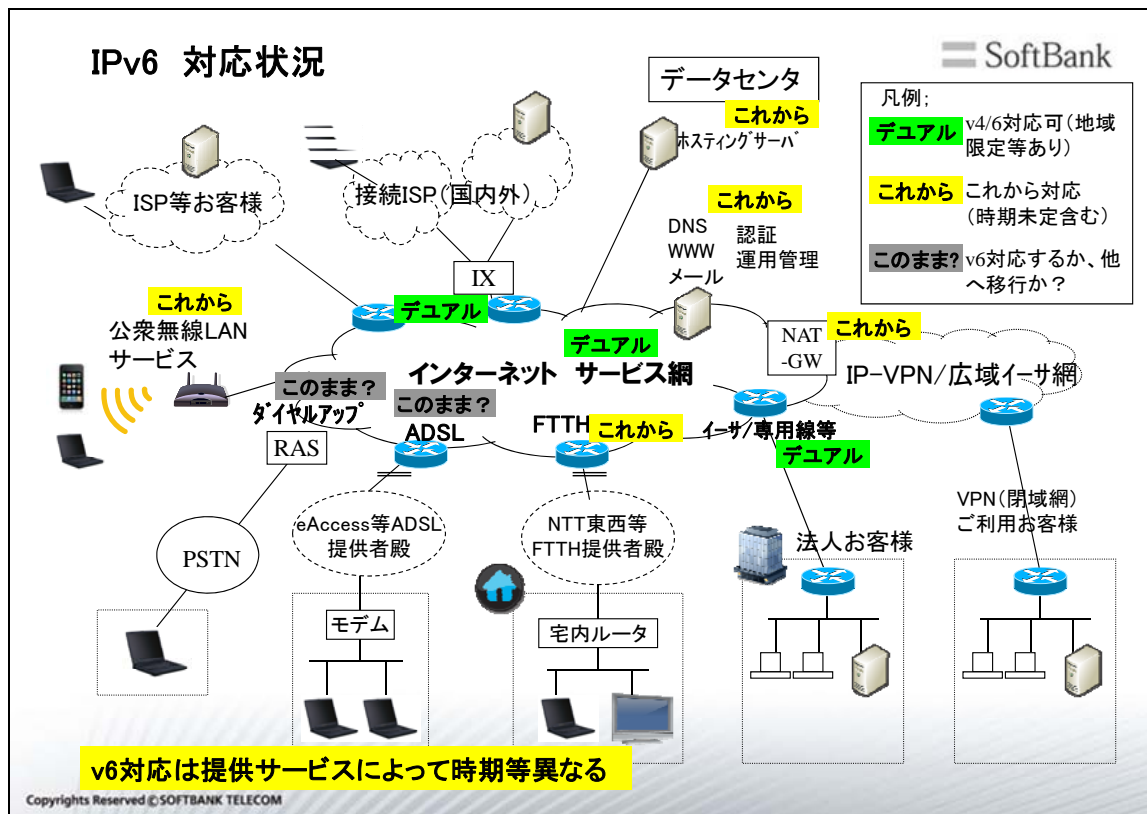 IPv6 対応状況
SoftBank
データセンタ
これから
ホスティングサーバ
凡例;
デュアル v4/6対応可(地域
限定等あり)
これから これから対応
(時期未定含む)
このまま? v6対応するか、他
へ移行か?
ISP等お客様
接続ISP(国内外)
IX
これから
DNS 認証
WWW 運用管理
メール
デュアル
デュアル
これから
公衆無線LAN
サービス
NAT
-GW
これから
IP-VPN/広域イーサ網
インターネット サービス網
このまま?
ダイヤルアップ
RAS
このまま?
ADSL
FTTH
これから
イーサ/専用線等
デュアル
PSTN
eAccess等ADSL
提供者殿
NTT東西等
FTTH提供者殿
法人お客様
VPN(閉域網)
ご利用お客様
モデム
宅内ルータ
v6対応は提供サービスによって時期等異なる
Copyrights Reserved ©SOFTBANK TELECOM